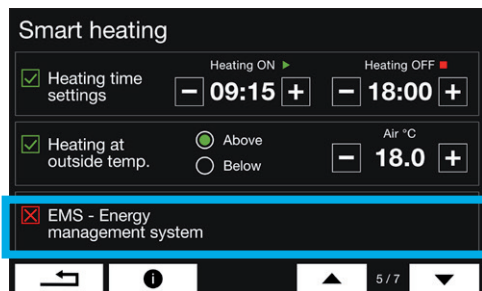 Smart heating
Heating ON
Heating OFF
Heating time
settings
− 09:15 +
− 18:00 +
Heating at
outside temp.
Above
Below
Air °C
− 18.0 +
EMS - Energy
management system
i
5/7